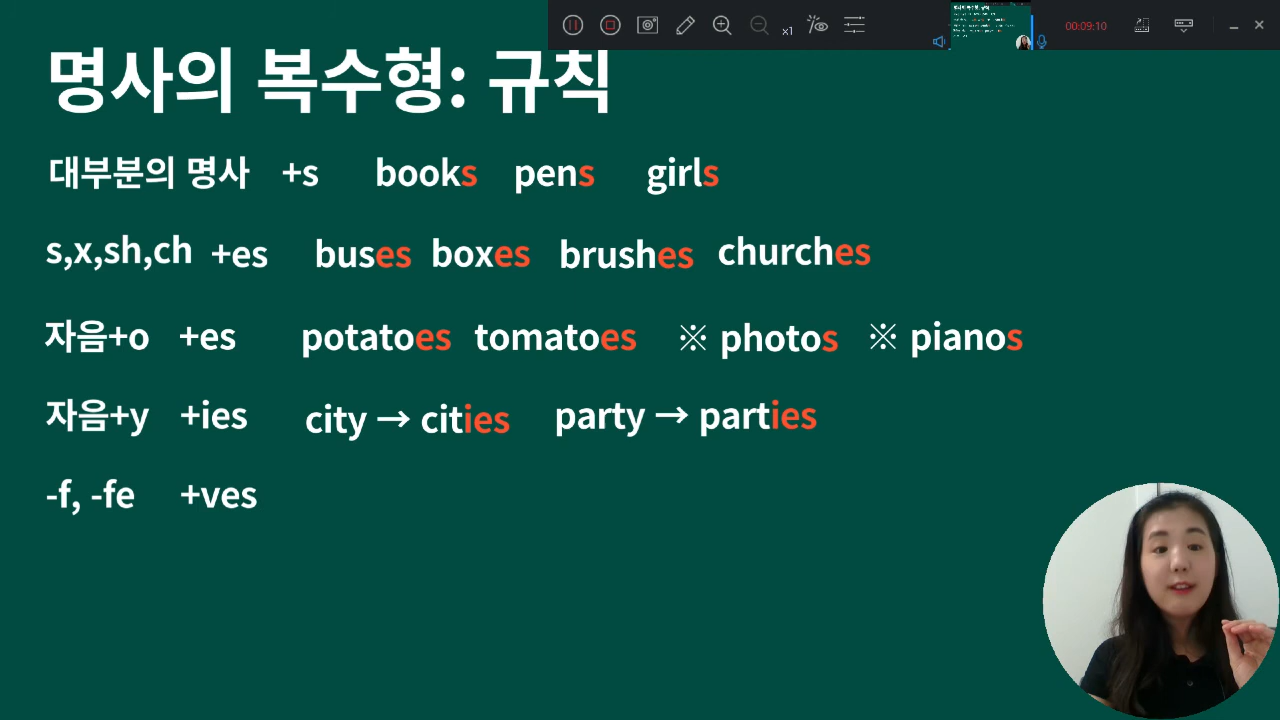 x1
00:09:10
명사의 복수형: 규칙
대부분의 명사 +s books pens girls
s,x,sh,ch +es buses boxes brushes churches
자음+o +es potatoes tomatoes ※ photos ※ pianos
자음+y +ies city → cities party → parties
-f, -fe +ves